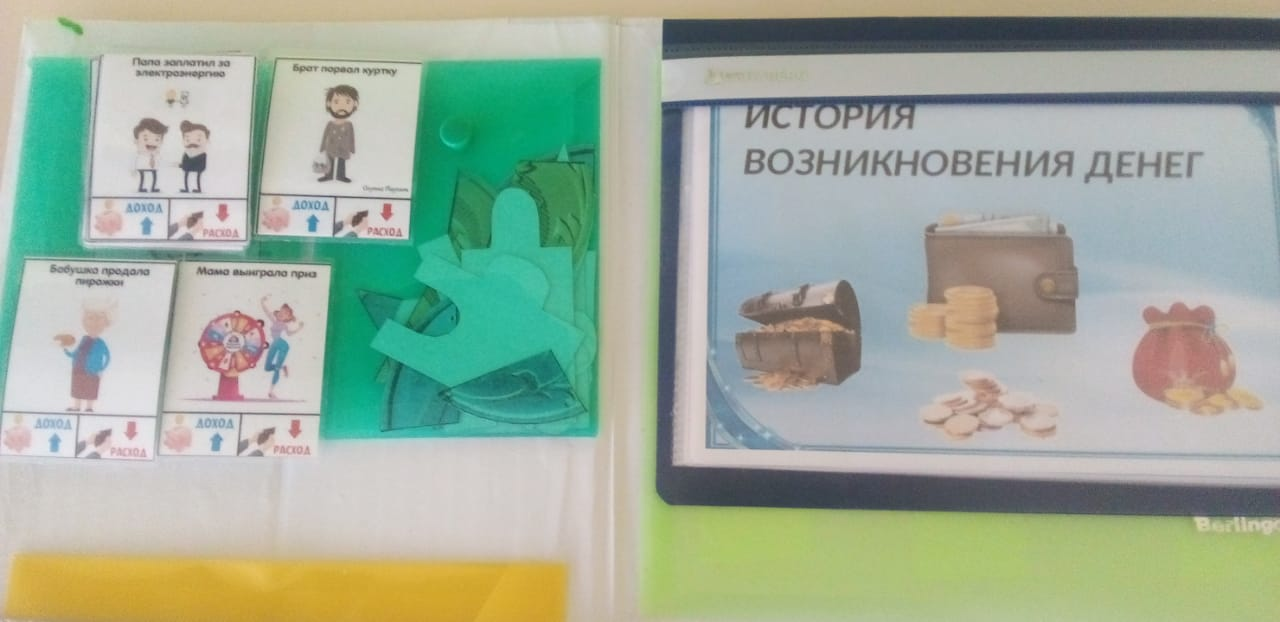 Папа заплатил за
электроэнергию
ДОХОД
РАСХОД
Брат порвал куртку
ДОХОД
РАСХОД
Бабушка продала
пирожки
ДОХОД
РАСХОД
Мама выиграла приз
ДОХОД
РАСХОД
ИСТОРИЯ
ВОЗНИКНОВЕНИЯ ДЕНЕГ
Berlingo